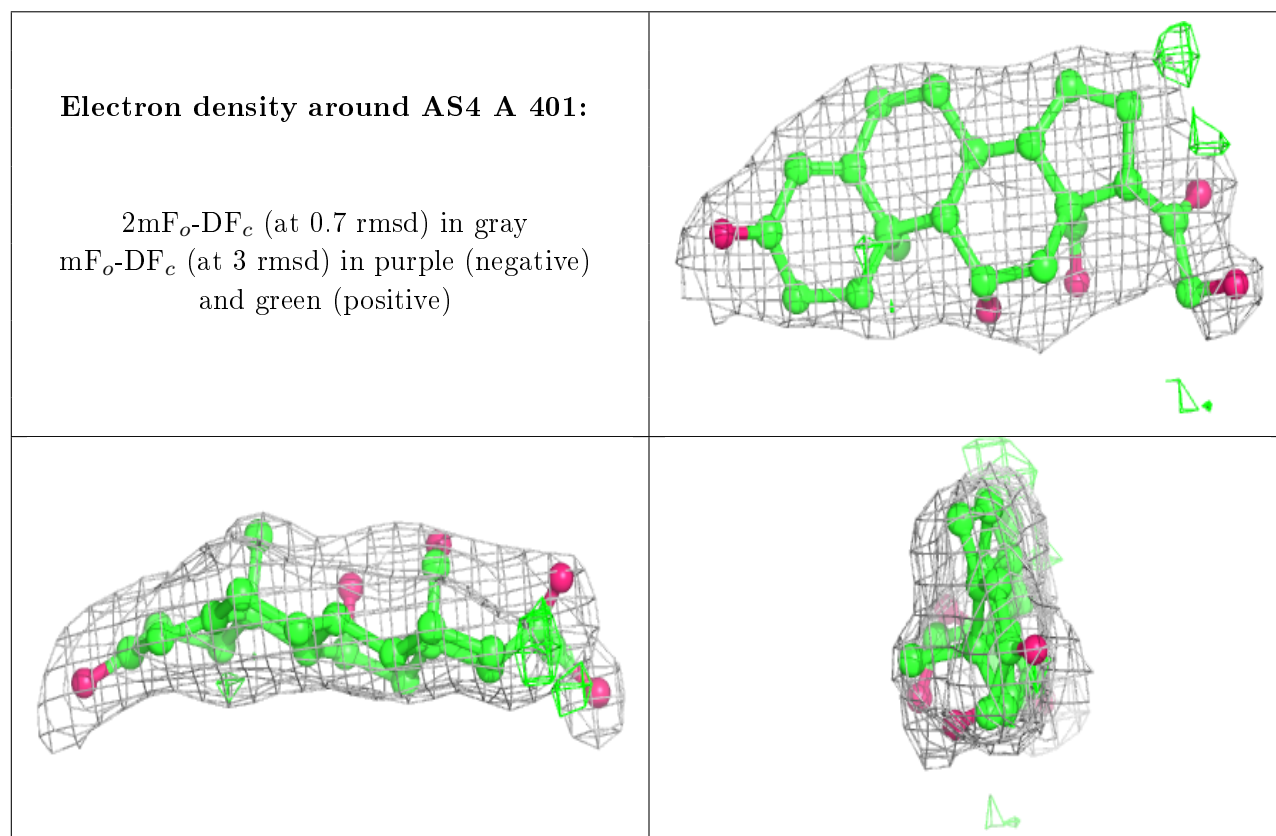 Electron density around AS4 A 401:
2mFo-DFc (at 0.7 rmsd) in gray
mFo-DFc (at 3 rmsd) in purple (negative)
and green (positive)